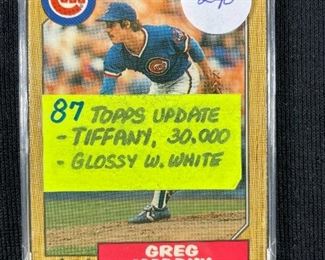 87 TOPPS UPDATE
- TIFFANY, 30.000
- GLOSSY W. WHITE
GREG